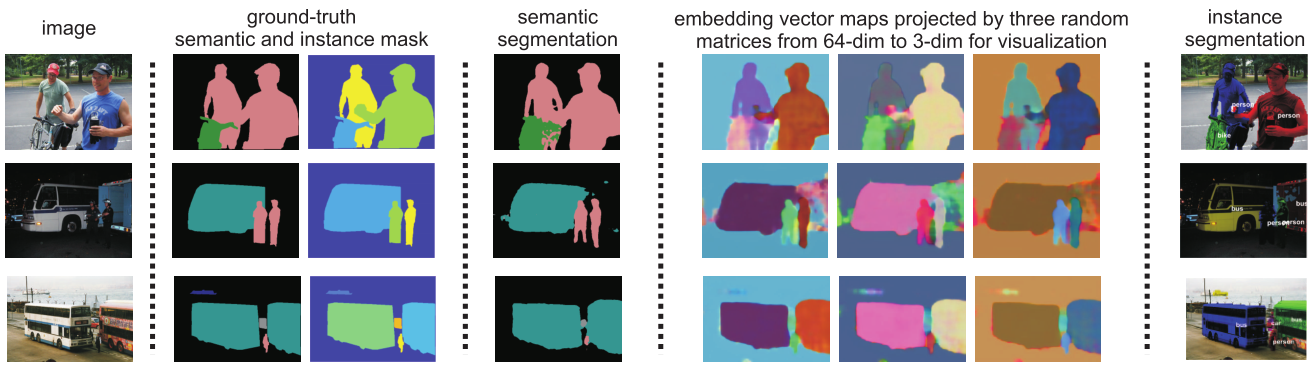 image
ground-truth
semantic and instance mask
semantic
segmentation
embedding vector maps projected by three random
matrices from 64-dim to 3-dim for visualization
instance
segmentation
person
person
bike
bus
bus
person
person
bus
car
person